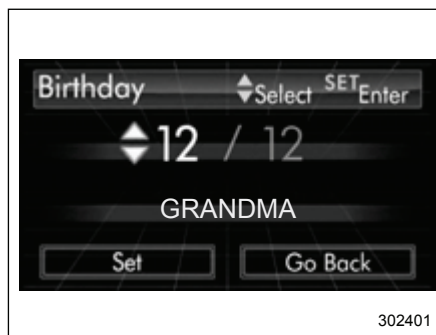 Birthday Select SET Enter
12 / 12
GRANDMA
Set Go Back
302401